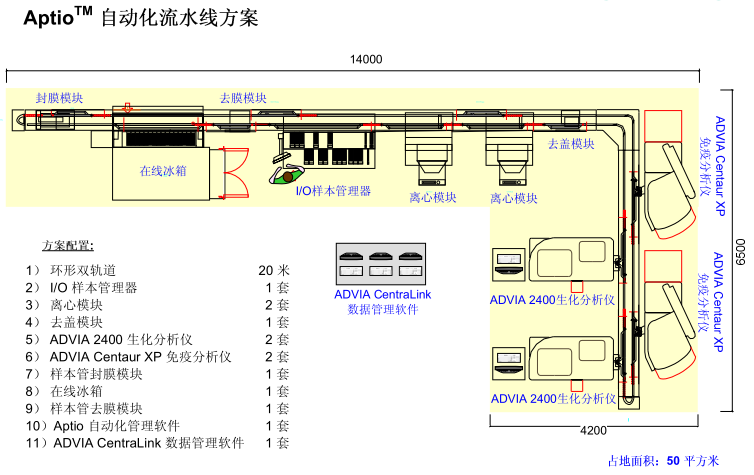 Aptio™ 自动化流水线方案
14000
封膜模块
去膜模块
去盖模块
在线冰箱
I/O样本管理器
离心模块
离心模块
ADVIA Centaur XP
免疫分析仪
ADVIA Centaur XP
免疫分析仪
6500
方案配置:
1） 环形双轨道 20 米
2） I/O 样本管理器 1 套
3） 离心模块 2 套
4） 去盖模块 1 套
5） ADVIA 2400 生化分析仪 2 套
6） ADVIA Centaur XP 免疫分析仪 2 套
7） 样本管封膜模块 1 套
8） 在线冰箱 1 套
9） 样本管去膜模块 1 套
10）Aptio 自动化管理软件 1 套
11）ADVIA CentraLink 数据管理软件 1 套
ADVIA CentraLink
数据管理软件
ADVIA 2400生化分析仪
ADVIA 2400生化分析仪
4200
占地面积：50 平方米